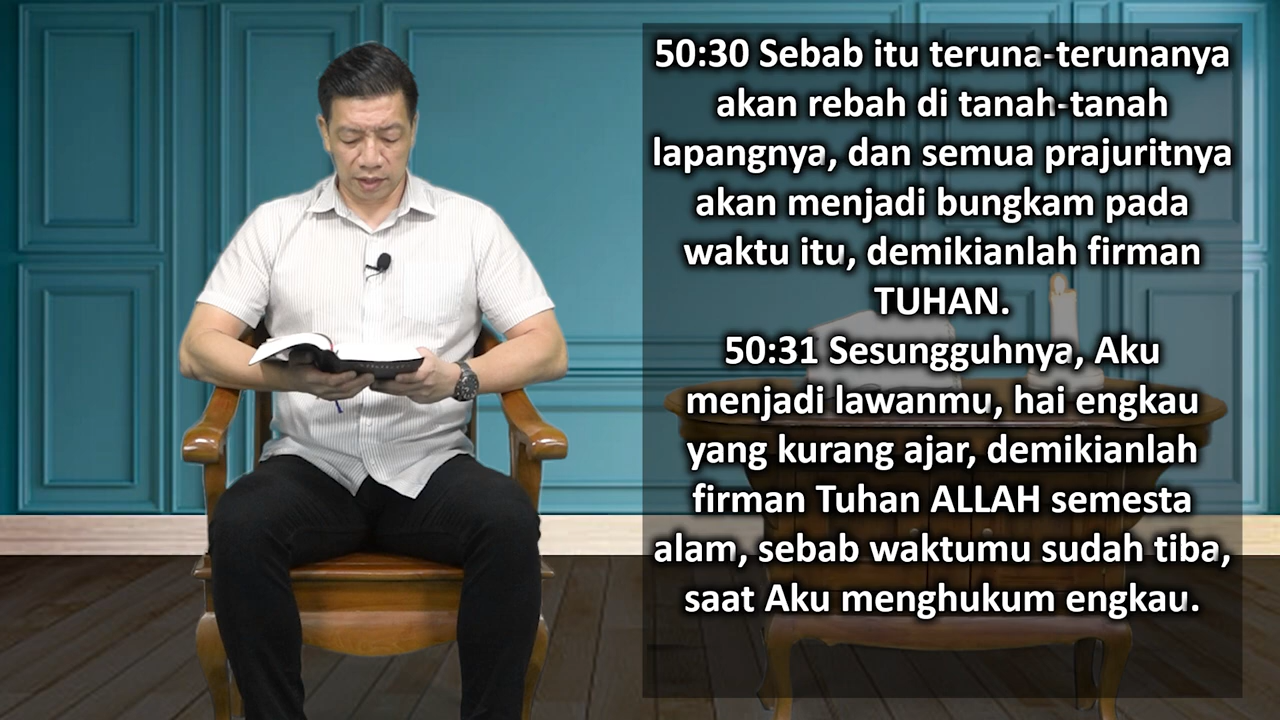 50:30 Sebab itu teruna-terunanya
akan rebah di tanah-tanah
lapangnya, dan semua prajuritnya
akan menjadi bungkam pada
waktu itu, demikianlah firman
TUHAN.
50:31 Sesungguhnya, Aku
menjadi lawanmu, hai engkau
yang kurang ajar, demikianlah
firman Tuhan ALLAH semesta
alam, sebab waktumu sudah tiba,
saat Aku menghukum engkau.